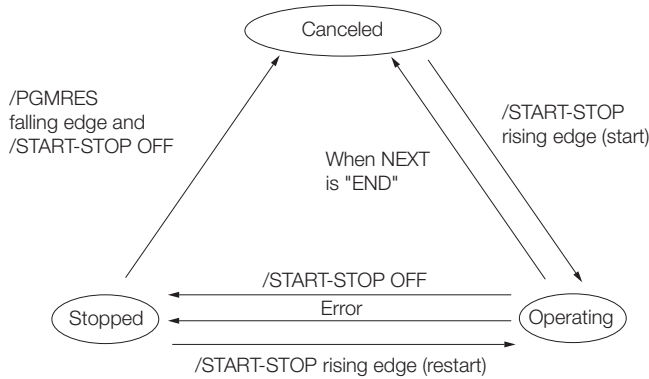 Canceled
/PGMRES
falling edge and
/START-STOP OFF
/START-STOP
rising edge (start)
When NEXT
is "END"
/START-STOP OFF
Error
Stopped
Operating
/START-STOP rising edge (restart)